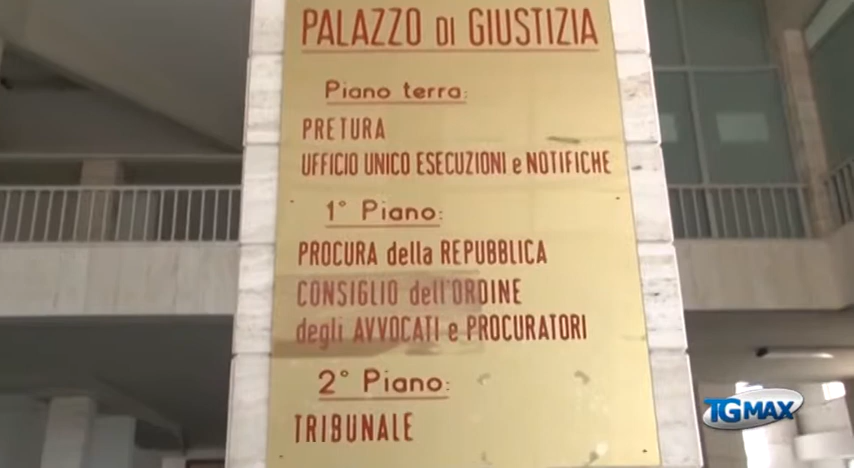 PALAZZO DI GIUSTIZIA
Piano terra:
PRETURA
UFFICIO UNICO ESECUZIONI e NOTIFICHE
1° Piano:
PROCURA della REPUBBLICA
CONSIGLIO dell'ORDINE
degli AVVOCATI e PROCURATORI
2° Piano:
TRIBUNALE
TGMAX